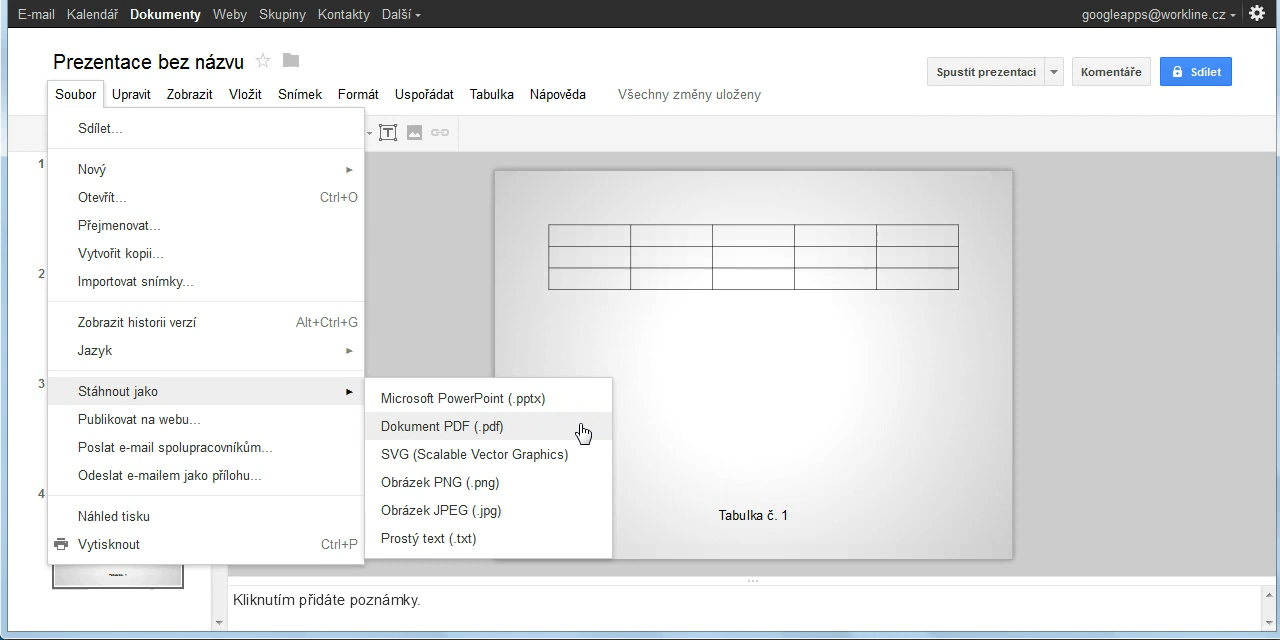 E-mail Kalendář Dokumenty Weby Skupiny Kontakty Další googleapps@workline.cz
Prezentace bez názvu
Spustit prezentaci Komentáře Sdílet
Soubor Upravit Zobrazit Vložit Snímek Formát Uspořádat Tabulka Nápověda Všechny změny uloženy
Sdílet...
1
Nový
Otevřít... Ctrl+O
Přejmenovat...
Vytvořit kopii...
2
Importovat snímky...
Zobrazit historii verzí Alt+Ctrl+G
Jazyk
3
Stáhnout jako
Microsoft PowerPoint (.pptx)
Publikovat na webu...
Dokument PDF (.pdf)
Poslat e-mail spolupracovníkům...
SVG (Scalable Vector Graphics)
Odeslat e-mailem jako přílohu...
Obrázek PNG (.png)
4
Náhled tisku
Obrázek JPEG (.jpg)
Tabulka č. 1
Vytisknout Ctrl+P
Prostý text (.txt)
Kliknutím přidáte poznámky.